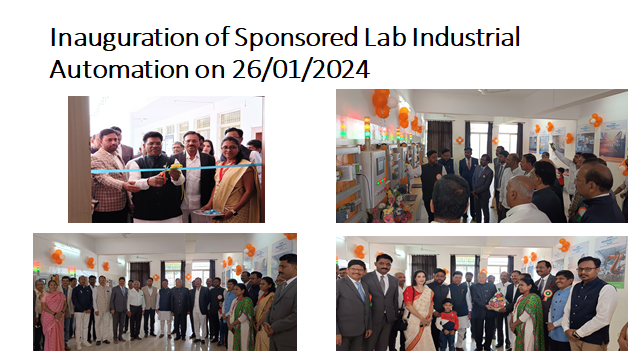 Inauguration of Sponsored Lab Industrial
Automation on 26/01/2024